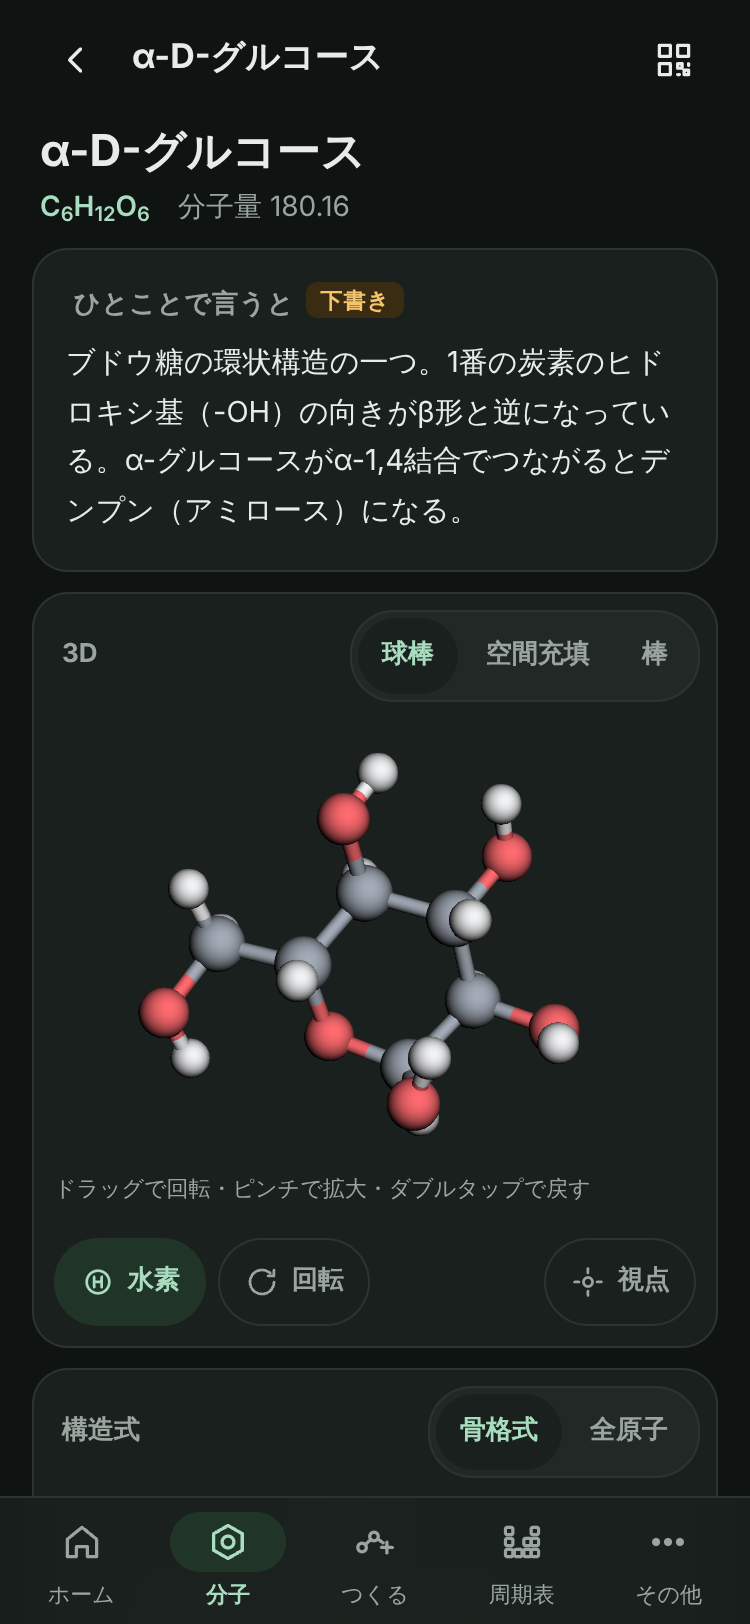 α-D-グルコース
α-D-グルコース
C₆H₁₂O₆ 分子量 180.16
ひとことで言うと 下書き
ブドウ糖の環状構造の一つ。1番の炭素のヒド
ロキシ基（-OH）の向きがβ形と逆になってい
る。α-グルコースがα-1,4結合でつながるとデ
ンプン（アミロース）になる。
3D 球棒 空間充填 棒
ドラッグで回転・ピンチで拡大・ダブルタップで戻す
H 水素 回転 視点
構造式 骨格式 全原子
ホーム 分子 つくる 周期表 その他